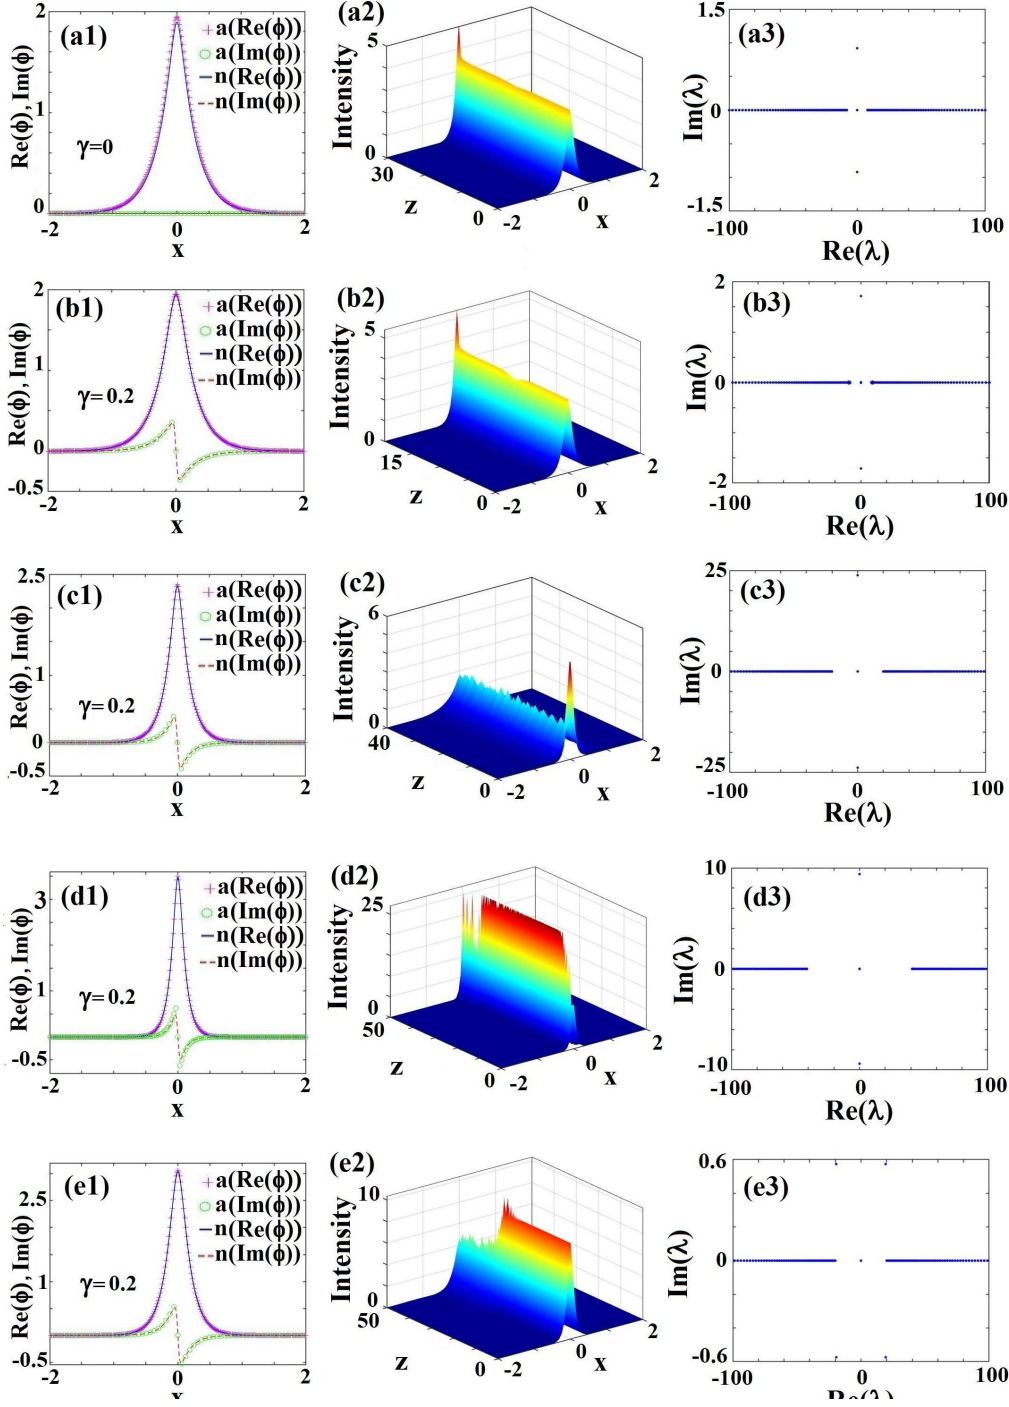 (a1)
a(Re(ϕ))
a(Im(ϕ))
n(Re(ϕ))
n(Im(ϕ))
γ=0
Re(ϕ), Im(ϕ)
2
1
0
-2
0
2
x
(a2)
Intensity
5
0
30
z
0
-2
0
x
2
(a3)
Im(λ)
1.5
0
-1.5
-100
0
100
Re(λ)
(b1)
a(Re(ϕ))
a(Im(ϕ))
n(Re(ϕ))
n(Im(ϕ))
γ=0.2
Re(ϕ), Im(ϕ)
2
1
0
-0.5
-2
0
2
x
(b2)
Intensity
5
0
15
z
0
-2
0
x
2
(b3)
Im(λ)
2
0
-2
-100
0
100
Re(λ)
(c1)
a(Re(ϕ))
a(Im(ϕ))
n(Re(ϕ))
n(Im(ϕ))
γ=0.2
Re(ϕ), Im(ϕ)
2.5
1
0
-0.5
-2
0
2
x
(c2)
Intensity
6
0
40
z
0
-2
0
x
2
(c3)
Im(λ)
25
0
-25
-100
0
100
Re(λ)
(d1)
a(Re(ϕ))
a(Im(ϕ))
n(Re(ϕ))
n(Im(ϕ))
γ=0.2
Re(ϕ), Im(ϕ)
3
1
-0.5
-2
0
2
x
(d2)
Intensity
25
0
50
z
0
-2
0
x
2
(d3)
Im(λ)
10
0
-10
-100
0
100
Re(λ)
(e1)
a(Re(ϕ))
a(Im(ϕ))
n(Re(ϕ))
n(Im(ϕ))
γ=0.2
Re(ϕ), Im(ϕ)
2.5
1
-0.5
-2
0
2
x
(e2)
Intensity
10
0
50
z
0
-2
0
x
2
(e3)
Im(λ)
0.6
0
-0.6
-100
0
100
Re(λ)